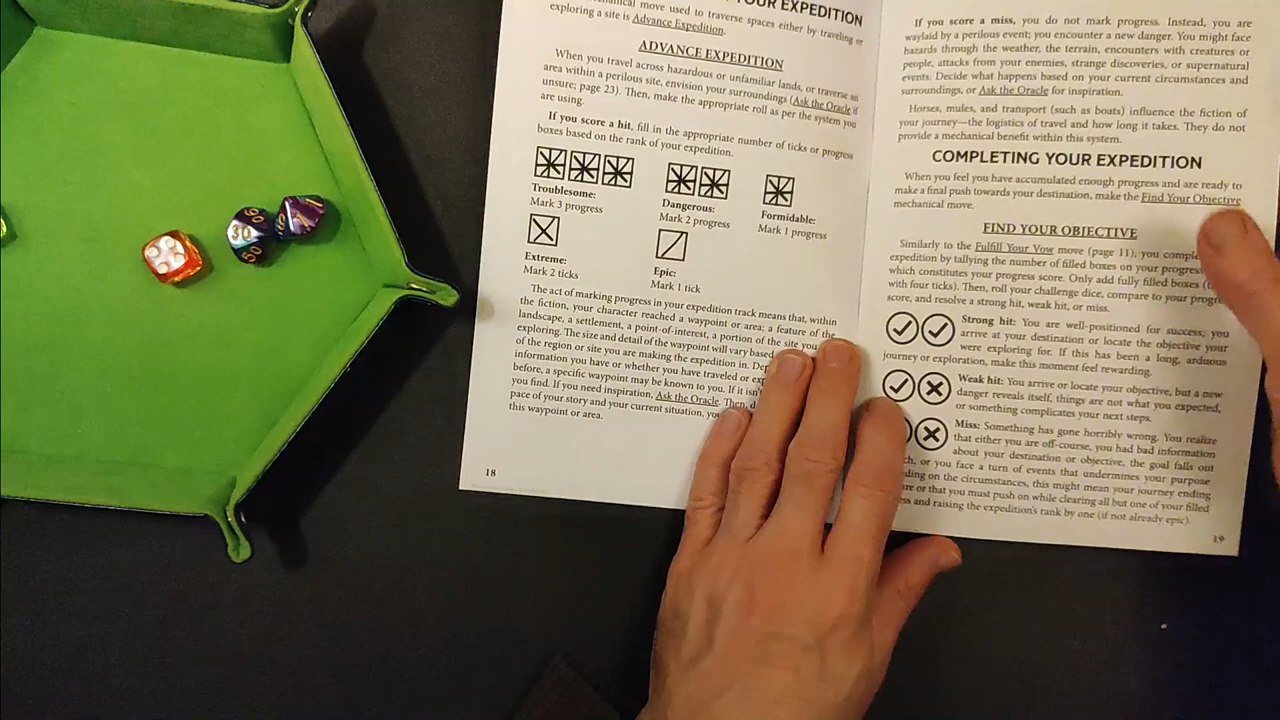 YOUR EXPEDITION
mechanical move used to traverse spaces either by traveling or
exploring a site is Advance Expedition.
ADVANCE EXPEDITION
When you travel across hazardous or unfamiliar lands, or traverse an
area within a perilous site, envision your surroundings (Ask the Oracle if
unsure; page 23). Then, make the appropriate roll as per the system you
are using.
If you score a hit, fill in the appropriate number of ticks or progress
boxes based on the rank of your expedition.
Troublesome:
Mark 3 progress
Dangerous:
Mark 2 progress
Formidable:
Mark 1 progress
Extreme:
Mark 2 ticks
Epic:
Mark 1 tick
The act of marking progress in your expedition track means that, within
the fiction, your character reached a waypoint or area; a feature of the
landscape, a settlement, a point-of-interest, a portion of the site you
exploring. The size and detail of the waypoint will vary based
of the region or site you are making the expedition in.
information you have or whether you have traveled or
before, a specific waypoint may be known to you. If it isn't
you find. If you need inspiration, Ask the Oracle. Then,
pace of your story and your current situation,
this waypoint or area.
18
If you score a miss, you do not mark progress. Instead, you are
waylaid by a perilous event; you encounter a new danger. You might face
hazards through the weather, the terrain, encounters with creatures or
people, attacks from your enemies, strange discoveries, or supernatural
events. Decide what happens based on your current circumstances and
surroundings, or Ask the Oracle for inspiration.
Horses, mules, and transport (such as boats) influence the fiction of
your journey—the logistics of travel and how long it takes. They do not
provide a mechanical benefit within this system.
COMPLETING YOUR EXPEDITION
When you feel you have accumulated enough progress and are ready to
make a final push towards your destination, make the Find Your Objective
mechanical move.
FIND YOUR OBJECTIVE
Similarly to the Fulfill Your Vow move (page 11), you
expedition by tallying the number of filled boxes on your
which constitutes your progress score. Only add fully filled boxes
with four ticks). Then, roll your challenge dice, compare to your
score, and resolve a strong hit, weak hit, or miss.
Strong hit: You are well-positioned for success; you
arrive at your destination or locate the objective your
were exploring for. If this has been a long, arduous
journey or exploration, make this moment feel rewarding.
Weak hit: You arrive or locate your objective, but a new
danger reveals itself, things are not what you expected,
or something complicates your next steps.
Miss: Something has gone horribly wrong. You realize
that either you are off-course, you had bad information
about your destination or objective, the goal falls out
or you face a turn of events that undermines your purpose
on the circumstances, this might mean your journey ending
or that you must push on while clearing all but one of your filled
and raising the expedition's rank by one (if not already epic).
19
30
90
50